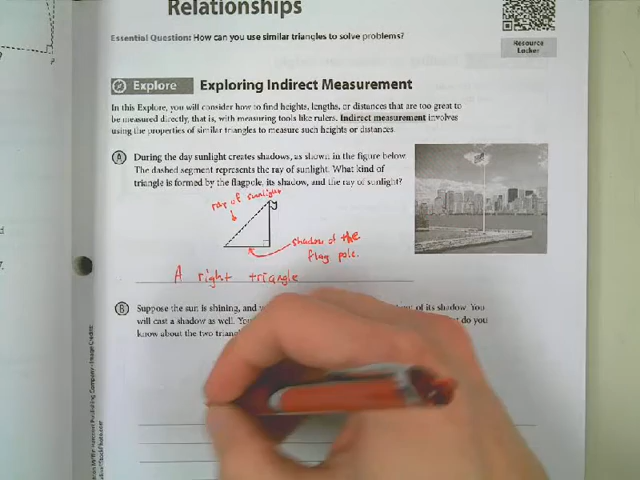 Relationships
Essential Question: How can you use similar triangles to solve problems?
Resource
Locker
Explore Exploring Indirect Measurement
In this Explore, you will consider how to find heights, lengths, or distances that are too great to
be measured directly, that is, with measuring tools like rulers. Indirect measurement involves
using the properties of similar triangles to measure such heights or distances.
A During the day sunlight creates shadows, as shown in the figure below.
The dashed segment represents the ray of sunlight. What kind of
triangle is formed by the flagpole, its shadow, and the ray of sunlight?
ray of sunlight
shadow of the
flag pole.
A right triangle
B Suppose the sun is shining, and of its shadow. You
will cast a shadow as well. do you
know about the two